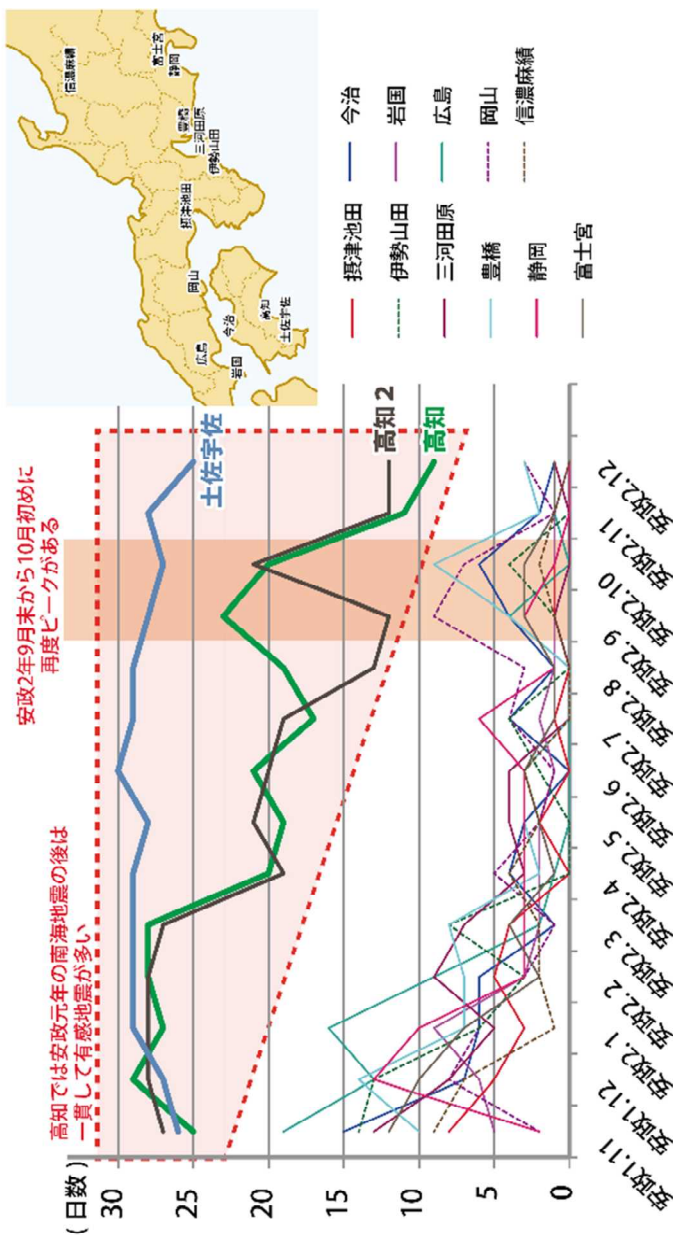 高知では安政元年の南海地震の後は
一貫して有感地震が多い
安政2年9月末から10月初めに
再度ピークがある
(日数)
30
25
20
15
10
5
0
土佐宇佐
高知2
高知
安政1.11
安政1.12
安政2.1
安政2.2
安政2.3
安政2.4
安政2.5
安政2.6
安政2.7
安政2.8
安政2.9
安政2.10
安政2.11
安政2.12
信濃麻績
富士宮
静岡
豊橋
三河田原
伊勢山田
摂津池田
岡山
広島
今治
岩国
高知
土佐宇佐
摂津池田
今治
伊勢山田
岩国
三河田原
広島
豊橋
岡山
静岡
信濃麻績
富士宮